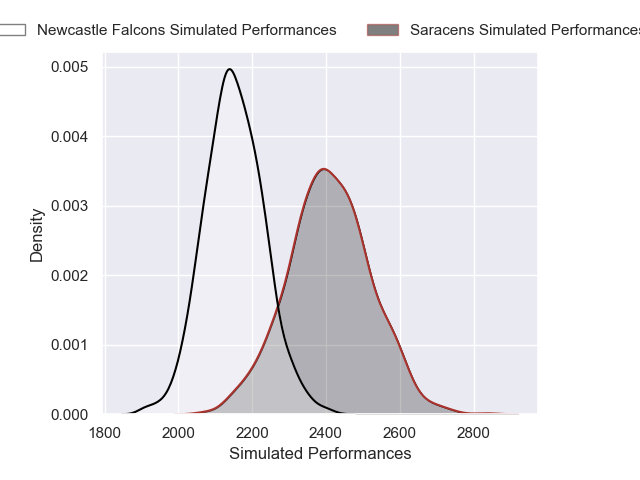 Newcastle Falcons Simulated Performances Saracens Simulated Performances
0.005
0.004
0.003
0.002
0.001
0.000
Density
1800 2000 2200 2400 2600 2800
Simulated Performances